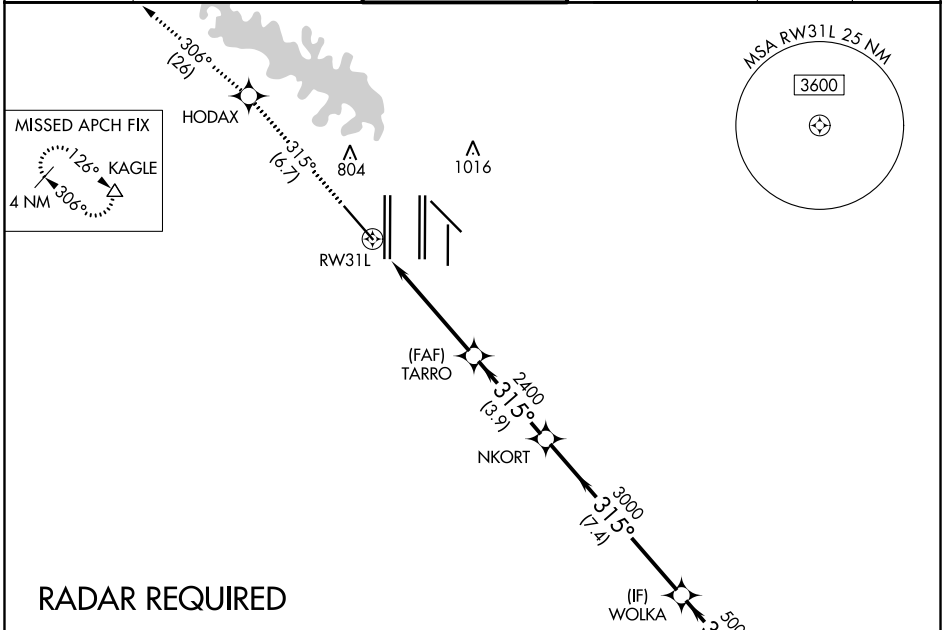 306°
(26)
HODAX
315°
(6.7)
MISSED APCH FIX
126°
KAGLE
4 NM
306°
MSA RW31L 25 NM
3600
804
1016
RW31L
(FAF)
TARRO
2400
315°
(3.9)
NKORT
3000
315°
(7.4)
(IF)
WOLKA
RADAR REQUIRED